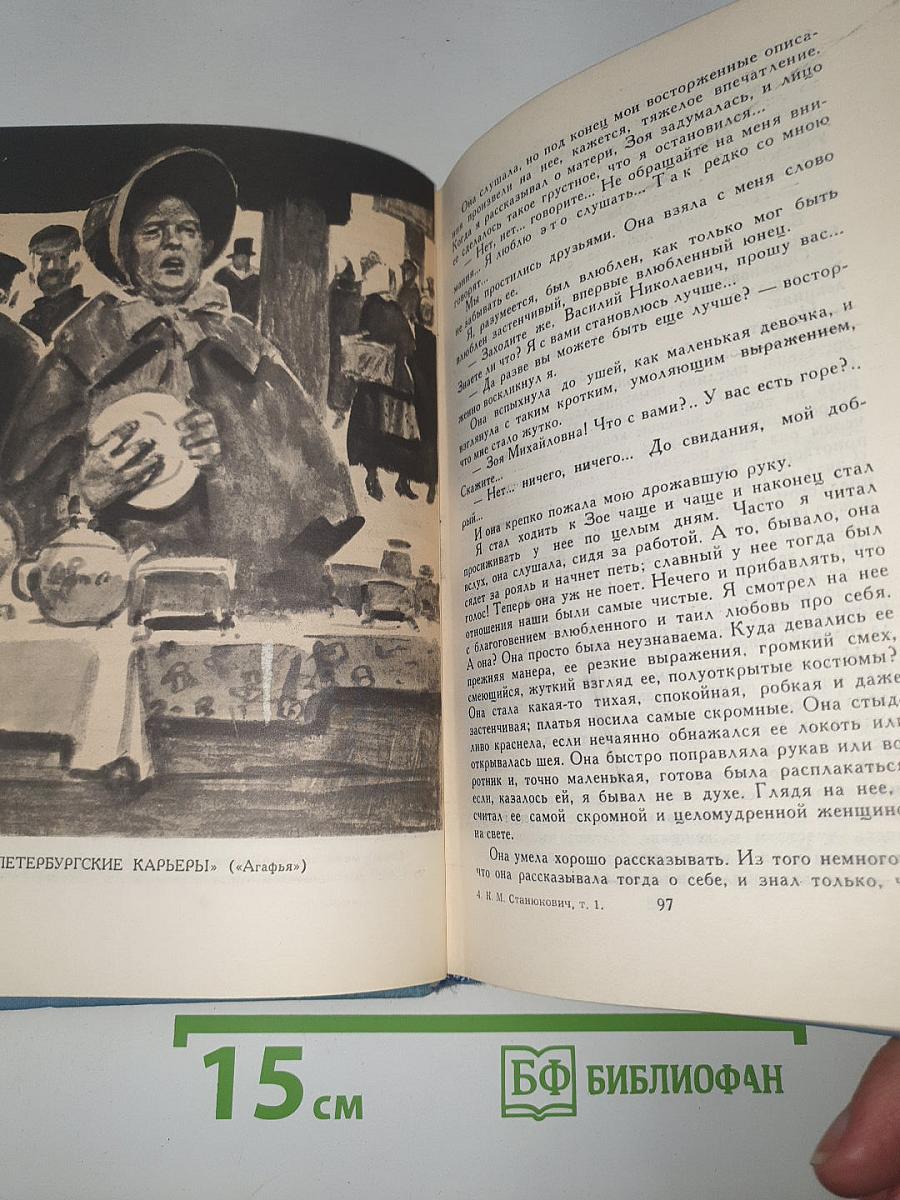 ПЕТЕРБУРГСКИЕ КАРЬЕРЫ» («Агафья»)
Она слушала, но под конец мои восторженные описа-
ния произвели на нее, кажется, тяжелое впечатление.
Когда я рассказывал о матери, Зоя задумалась, и лицо
ее сделалось такое грустное, что я остановился...
— Нет, нет... говорите... Не обращайте на меня вни-
мания... Я люблю это слушать... Так редко со мною
говорят...
Мы простились друзьями. Она взяла с меня слово
не забывать ее.
Я, разумеется, был влюблен, как только мог быть
влюблен застенчивый, впервые влюбленный юнец.
— Заходите же, Василий Николаевич, прошу вас...
Знаете ли что? Я с вами становлюсь лучше...
— Да разве вы можете быть еще лучше? — востор-
женно воскликнул я.
Она вспыхнула до ушей, как маленькая девочка, и
взглянула с таким кротким, умоляющим выражением,
что мне стало жутко.
— Зоя Михайловна! Что с вами?.. У вас есть горе?..
Скажите...
— Нет... ничего, ничего... До свидания, мой доб-
рый...
И она крепко пожала мою дрожавшую руку.
Я стал ходить к Зое чаще и чаще и наконец стал
просиживать у нее по целым дням. Часто я читал
вслух, она слушала, сидя за работой. А то, бывало, она
сядет за рояль и начнет петь; славный у нее тогда был
голос! Теперь она уж не поет. Нечего и прибавлять, что
отношения наши были самые чистые. Я смотрел на нее
с благоговением влюбленного и таил любовь про себя.
А она? Она просто была неузнаваема. Куда девались ее
прежняя манера, ее резкие выражения, громкий смех,
смеющийся, жуткий взгляд ее, полуоткрытые костюмы?
Она стала какая-то тихая, спокойная, робкая и даже
застенчивая; платья носила самые скромные. Она стыд
ливо краснела, если нечаянно обнажался ее локоть или
открывалась шея. Она быстро поправляла рукав или во
ротник и, точно маленькая, готова была расплакаться
если, казалось ей, я бывал не в духе. Глядя на нее,
считал ее самой скромной и целомудренной женщино
на свете.
Она умела хорошо рассказывать. Из того немного
что она рассказывала тогда о себе, и знал только, ч
4. К. М. Станюкович, т. 1. 97
15 см
БФ БИБЛИОФАН